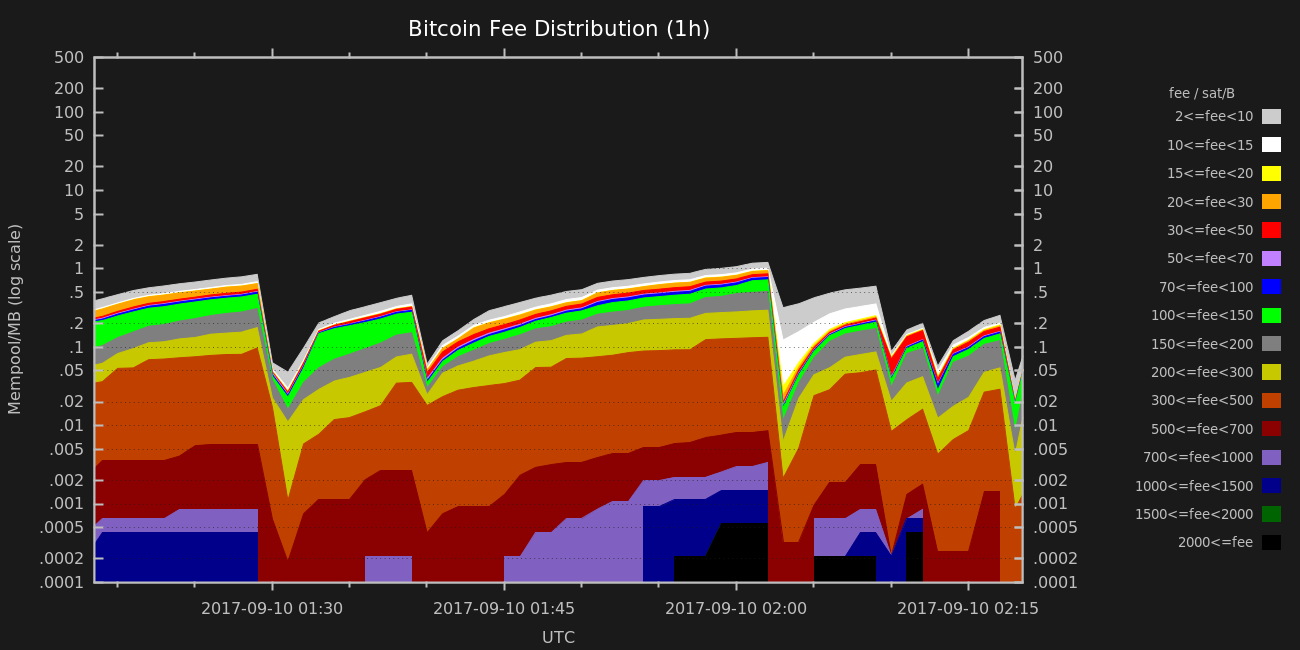 Bitcoin Fee Distribution (1h)
Mempool/MB (log scale)
500
200
100
50
20
10
5
2
1
.5
.2
.1
.05
.02
.01
.005
.002
.001
.0005
.0002
.0001
500
200
100
50
20
10
5
2
1
.5
.2
.1
.05
.02
.01
.005
.002
.001
.0005
.0002
.0001
2017-09-10 01:30
2017-09-10 01:45
2017-09-10 02:00
2017-09-10 02:15
UTC
fee / sat/B
2<=fee<10
10<=fee<15
15<=fee<20
20<=fee<30
30<=fee<50
50<=fee<70
70<=fee<100
100<=fee<150
150<=fee<200
200<=fee<300
300<=fee<500
500<=fee<700
700<=fee<1000
1000<=fee<1500
1500<=fee<2000
2000<=fee